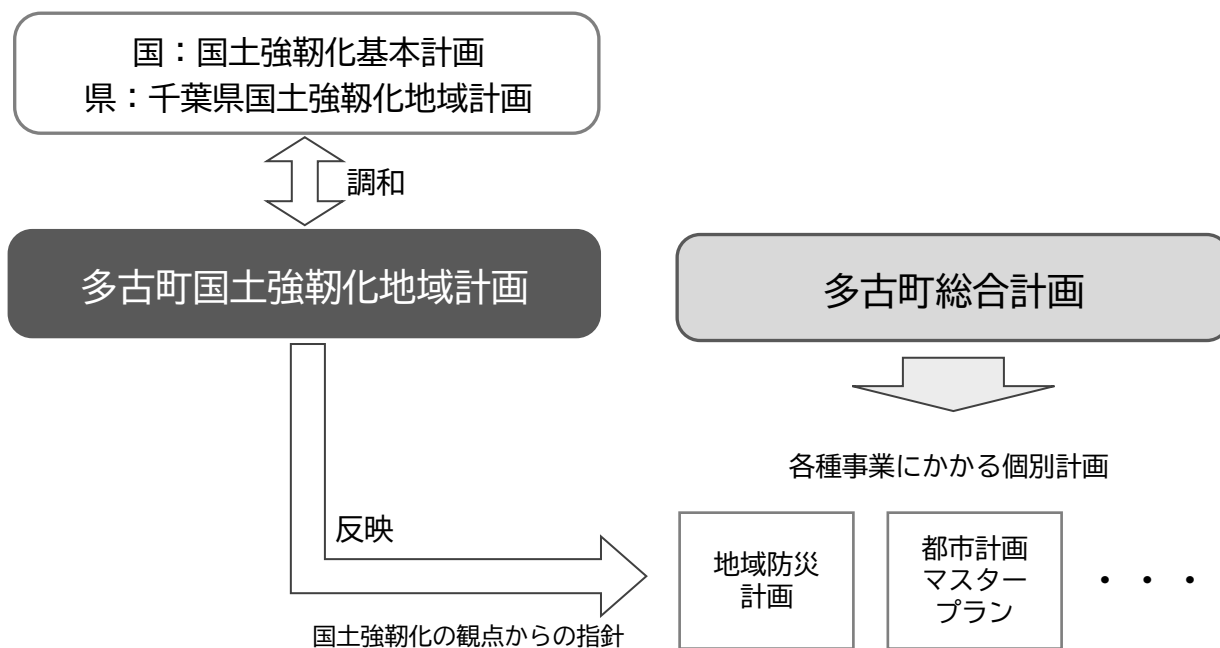 国：国土強靭化基本計画
県：千葉県国土強靱化地域計画
調和
多古町国土強靭化地域計画
多古町総合計画
各種事業にかかる個別計画
反映
地域防災
計画
都市計画
マスター
プラン
・・・
国土強靭化の観点からの指針